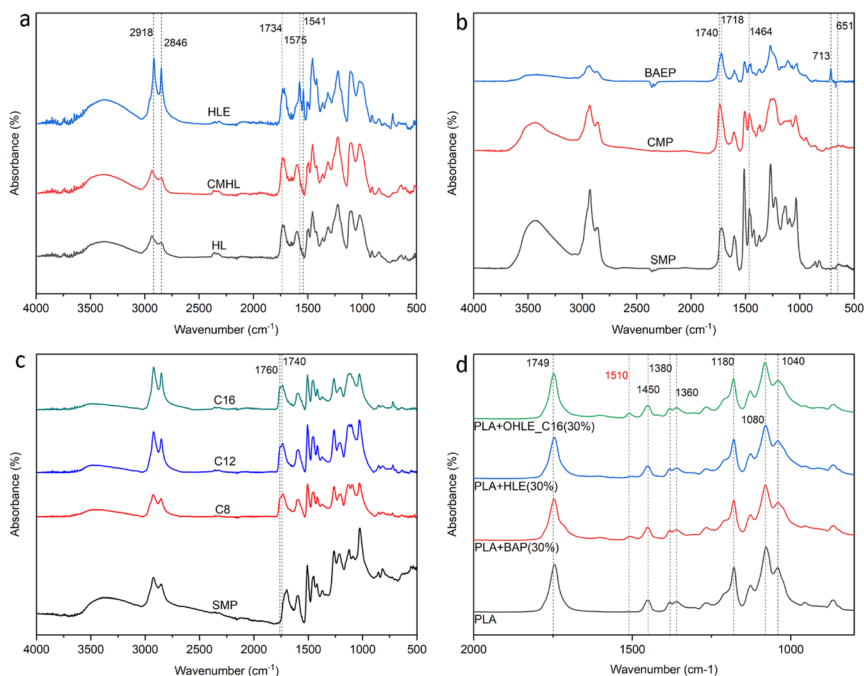 a
2918
2846
1734
1575
1541
HLE
CMHL
HL
Absorbance (%)
4000 3500 3000 2500 2000 1500 1000 500
Wavenumber (cm-1)
b
1740
1718
1464
713
651
BAEP
CMP
SMP
Absorbance (%)
4000 3500 3000 2500 2000 1500 1000 500
Wavenumber (cm-1)
c
1760
1740
C16
C12
C8
SMP
Absorbance (%)
4000 3500 3000 2500 2000 1500 1000 500
Wavenumber (cm-1)
d
1749
1510
1450
1380
1360
1180
1080
1040
PLA+OHLE_C16(30%)
PLA+HLE(30%)
PLA+BAP(30%)
PLA
Absorbance (%)
2000 1600 1200 1000
Wavenumber (cm-1)